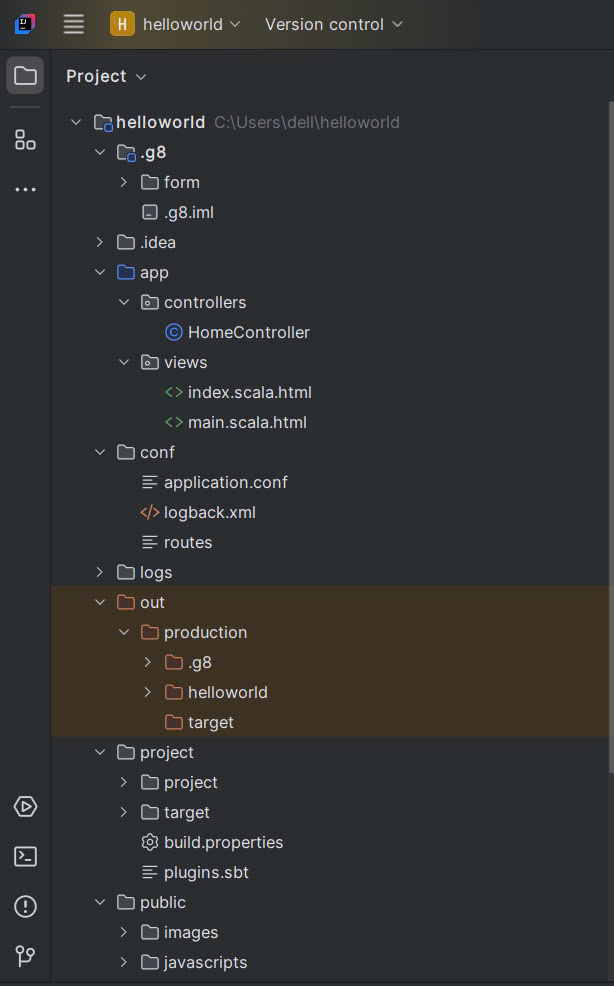 H helloworld Version control
Project
helloworld C:\Users\dell\helloworld
.g8
form
.g8.iml
.idea
app
controllers
C HomeController
views
<> index.scala.html
<> main.scala.html
conf
application.conf
</> logback.xml
routes
logs
out
production
.g8
helloworld
target
project
project
target
build.properties
plugins.sbt
public
images
javascripts